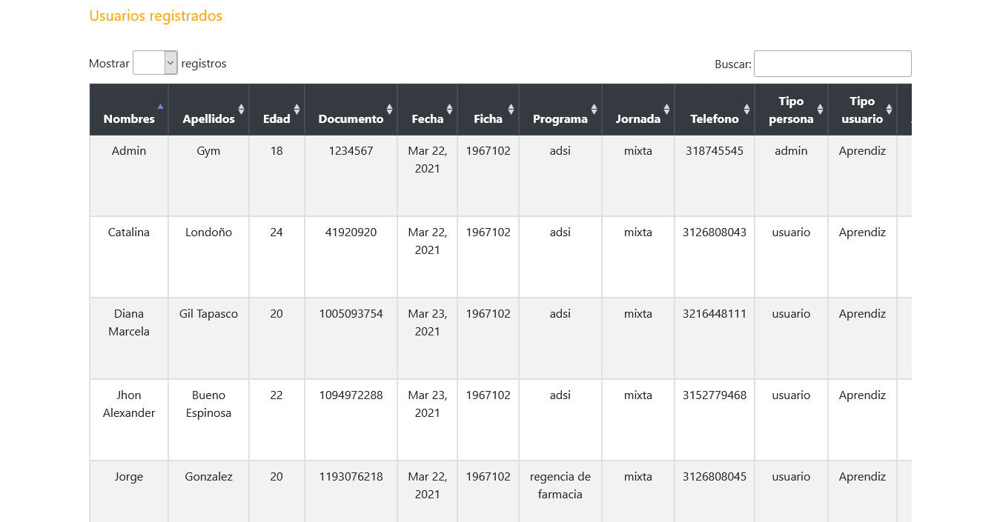 Usuarios registrados
Mostrar registros
Buscar:
Nombres Apellidos Edad Documento Fecha Ficha Programa Jornada Telefono Tipo persona Tipo usuario
Admin Gym 18 1234567 Mar 22, 2021 1967102 adsi mixta 318745545 admin Aprendiz
Catalina Londoño 24 41920920 Mar 22, 2021 1967102 adsi mixta 3126808043 usuario Aprendiz
Diana Marcela Gil Tapasco 20 1005093754 Mar 23, 2021 1967102 adsi mixta 3216448111 usuario Aprendiz
Jhon Alexander Bueno Espinosa 22 1094972288 Mar 23, 2021 1967102 adsi mixta 3152779468 usuario Aprendiz
Jorge Gonzalez 20 1193076218 Mar 22, 2021 1967102 regencia de farmacia mixta 3126808045 usuario Aprendiz